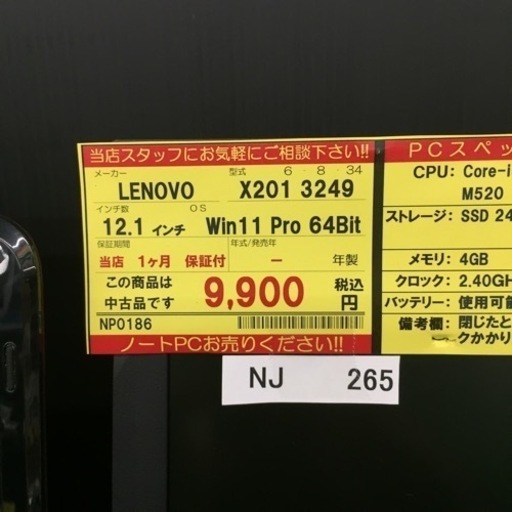 当店スタッフにお気軽にご相談下さい!!
メーカー 型式 6-8-34
LENOVO X201 3249
インチ数 OS
12.1 インチ Win11 Pro 64Bit
保証期間 年式/発売年
当店 1ヶ月 保証付 ー 年製
この商品は
中古品です 9,900 税込
円
NP0186
ノートPCお売りください!!
PCスペッ
CPU: Core-i
M520
ストレージ: SSD 24
メモリ: 4GB
クロック: 2.40GH
バッテリー: 使用可能
備考欄: 閉じたと
クかかり
NJ 265